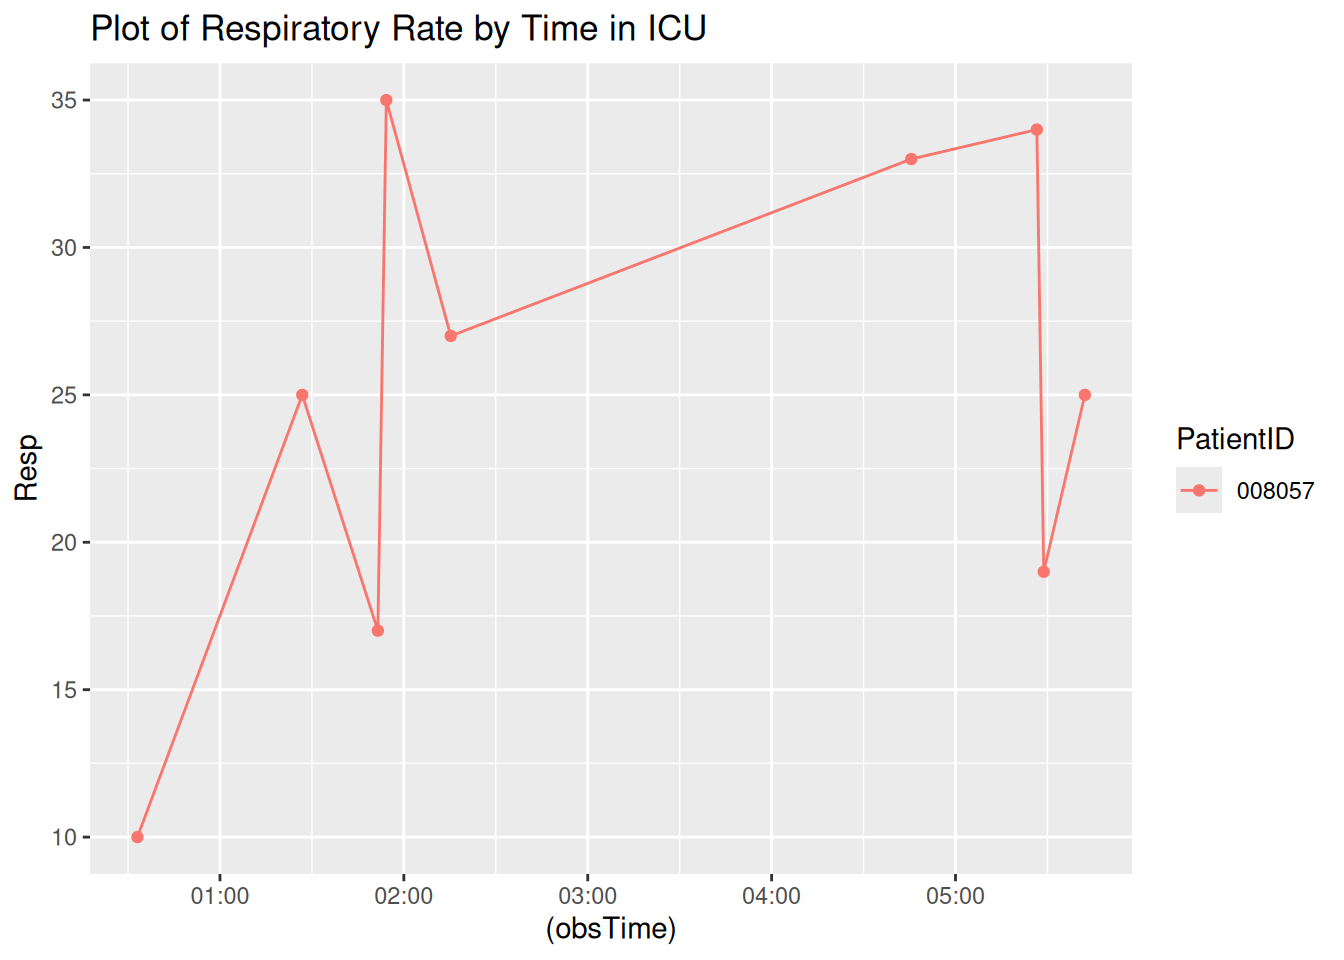 Plot of Respiratory Rate by Time in ICU
35
30
25
20
15
10
Resp
01:00 02:00 03:00 04:00 05:00
(obsTime)
PatientID
008057